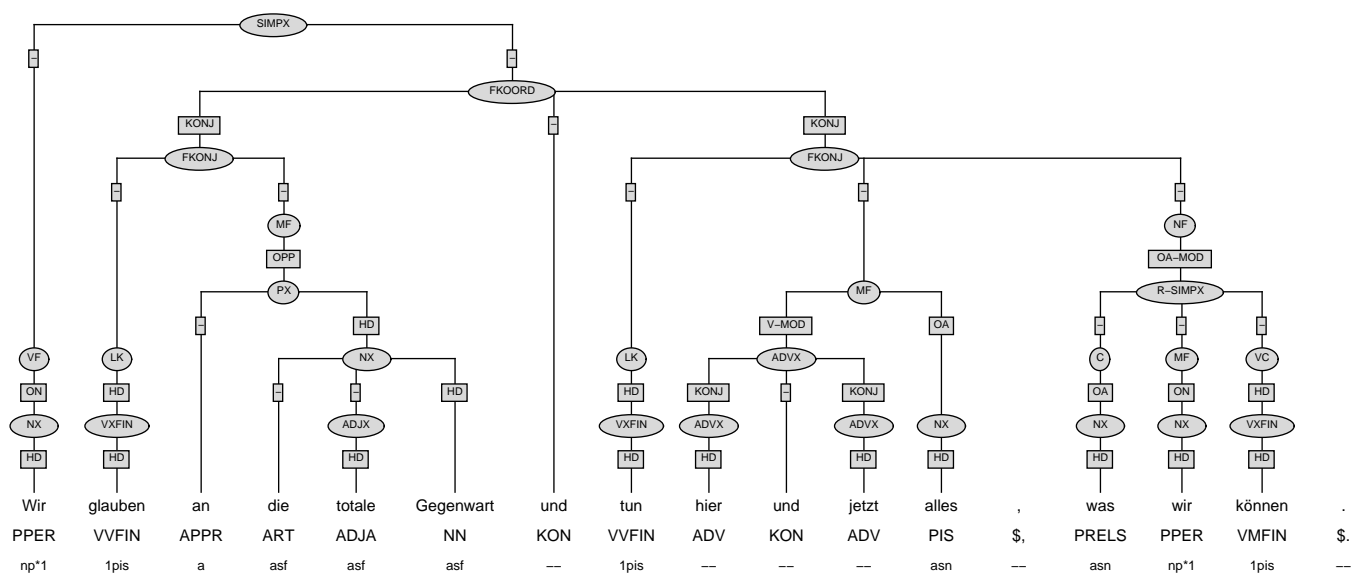 SIMPX
– –
FKOORD
KONJ – KONJ
FKONJ FKONJ
– – – – –
MF NF
OPP OA–MOD
PX MF R–SIMPX
– HD V–MOD OA – – –
VF LK NX LK ADVX C MF VC
ON HD – – HD HD KONJ – KONJ OA ON HD
NX VXFIN ADJX VXFIN ADVX ADVX NX NX NX VXFIN
HD HD HD HD HD HD HD HD HD HD
Wir glauben an die totale Gegenwart und tun hier und jetzt alles , was wir können .
PPER VVFIN APPR ART ADJA NN KON VVFIN ADV KON ADV PIS $, PRELS PPER VMFIN $.
np*1 1pis a asf asf asf –– 1pis –– –– –– asn –– asn np*1 1pis ––